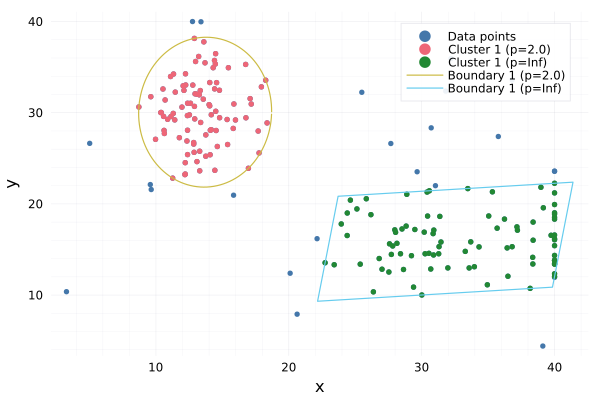 40
30
20
10
y
10
20
30
40
x
Data points
Cluster 1 (p=2.0)
Cluster 1 (p=Inf)
Boundary 1 (p=2.0)
Boundary 1 (p=Inf)